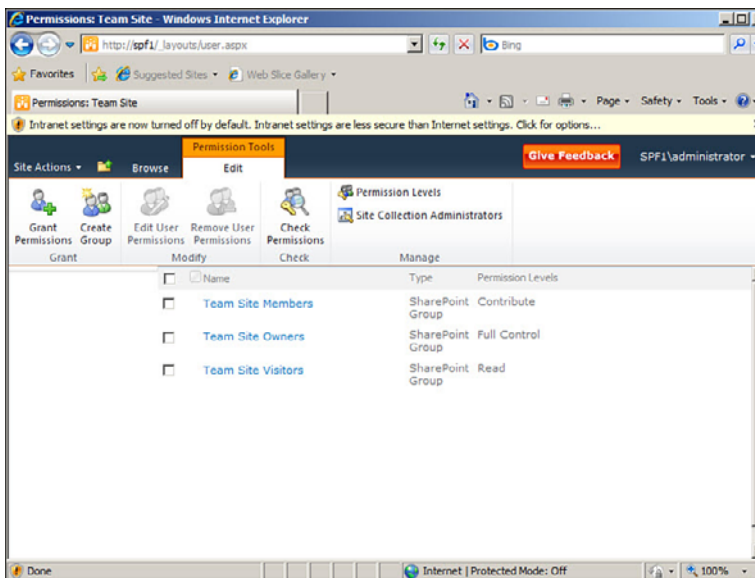 Permissions: Team Site - Windows Internet Explorer
http://spf1/_layouts/user.aspx
Bing
Favorites Suggested Sites Web Slice Gallery
Permissions: Team Site Page Safety Tools
Intranet settings are now turned off by default. Intranet settings are less secure than Internet settings. Click for options...
Permission Tools
Site Actions Browse Edit Give Feedback SPF1\administrator
Grant Permissions
Create Group
Edit User Permissions
Remove User Permissions
Check Permissions
Permission Levels
Site Collection Administrators
Grant Modify Check Manage
Name Type Permission Levels
Team Site Members SharePoint Group Contribute
Team Site Owners SharePoint Group Full Control
Team Site Visitors SharePoint Group Read
Done Internet | Protected Mode: Off 100%